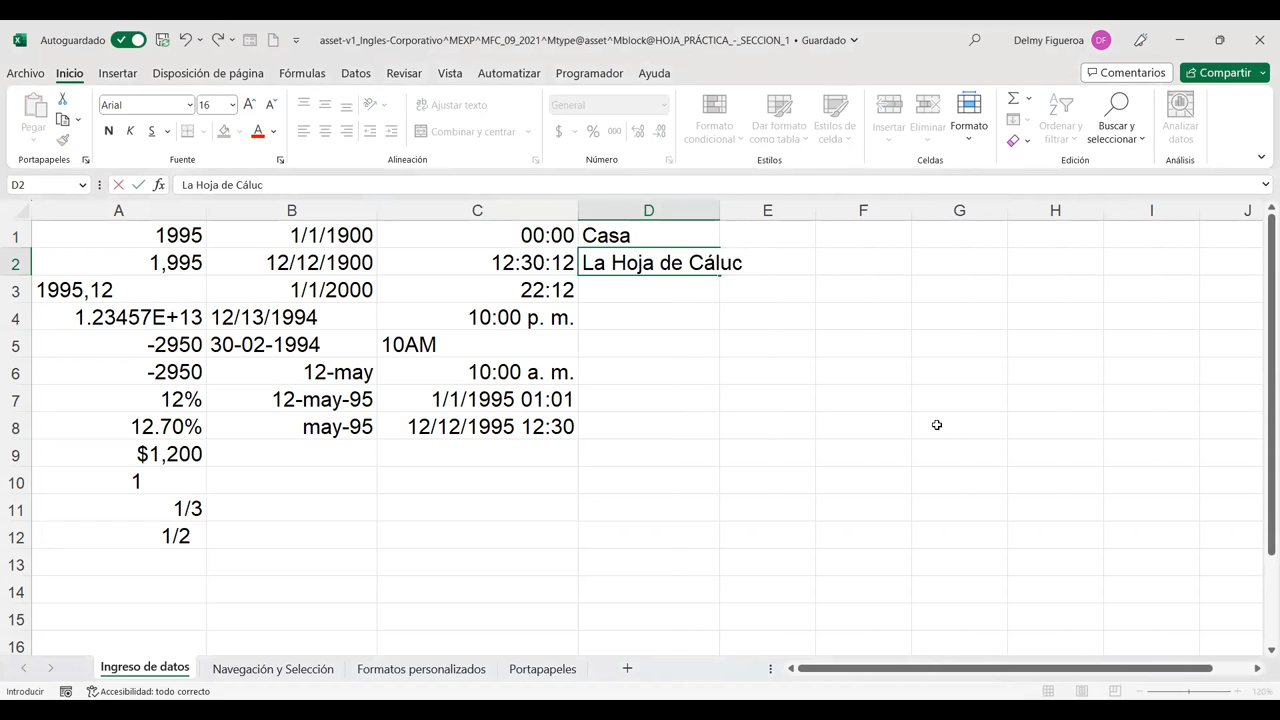 Autoguardado
asset-v1_Ingles-Corporativo^MEXP^MFC_09_2021^Mtype@asset^Mblock@HOJA_PRÁCTICA_-_SECCION_1 • Guardado
Delmy Figueroa
DF
Archivo Inicio Insertar Disposición de página Fórmulas Datos Revisar Vista Automatizar Programador Ayuda
Comentarios
Compartir
Pegar
Portapapeles
Arial 16
N K S
Fuente
Ajustar texto
Combinar y centrar
Alineación
General
$ % 000
Número
Formato condicional
Dar formato como tabla
Estilos de celda
Estilos
Insertar Eliminar Formato
Celdas
Ordenar y filtrar
Buscar y seleccionar
Edición
Analizar datos
Análisis
D2 fx La Hoja de Cáluc
A B C D E F G H I J
1 1995 1/1/1900 00:00 Casa
2 1,995 12/12/1900 12:30:12 La Hoja de Cáluc
3 1995,12 1/1/2000 22:12
4 1.23457E+13 12/13/1994 10:00 p. m.
5 -2950 30-02-1994 10AM
6 -2950 12-may 10:00 a. m.
7 12% 12-may-95 1/1/1995 01:01
8 12.70% may-95 12/12/1995 12:30
9 $1,200
10 1
11 1/3
12 1/2
13
14
15
16
Ingreso de datos Navegación y Selección Formatos personalizados Portapapeles
Introducir Accesibilidad: todo correcto 120%